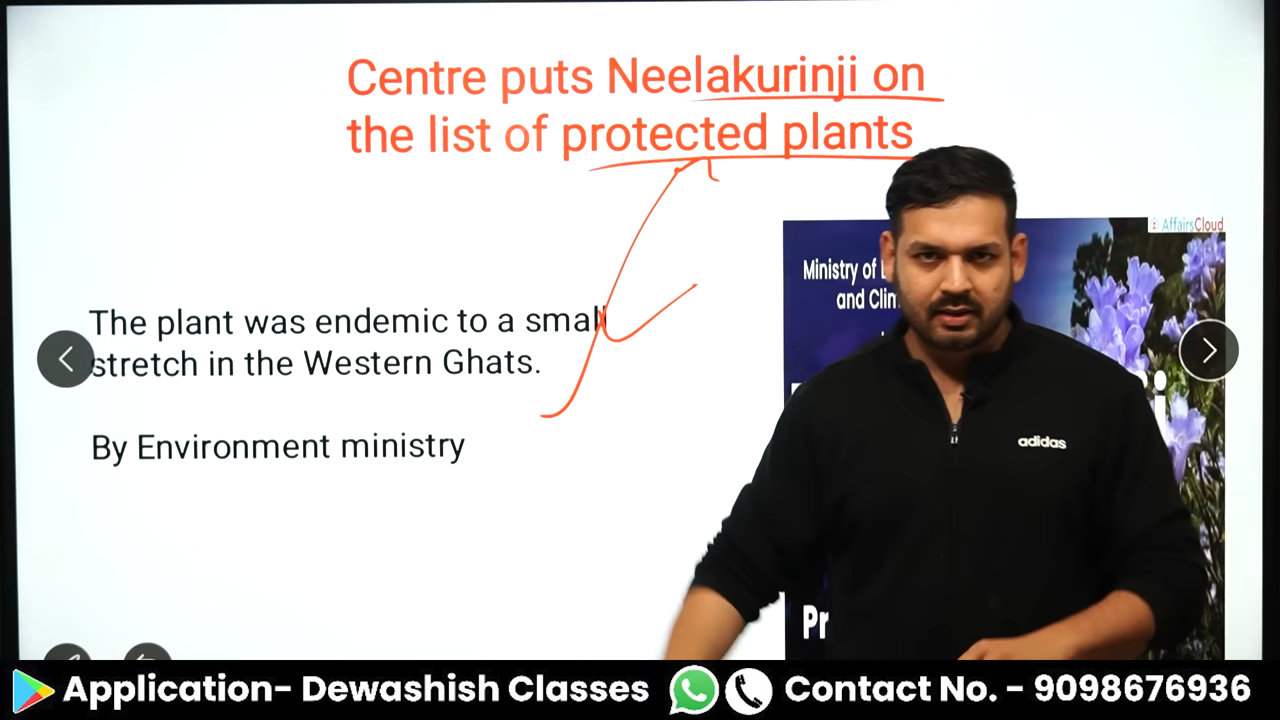 Centre puts Neelakurinji on
the list of protected plants
AffairsCloud
Ministry of
and Clim
The plant was endemic to a small
stretch in the Western Ghats.
By Environment ministry
adidas
Pr
Application- Dewashish Classes
Contact No. - 9098676936